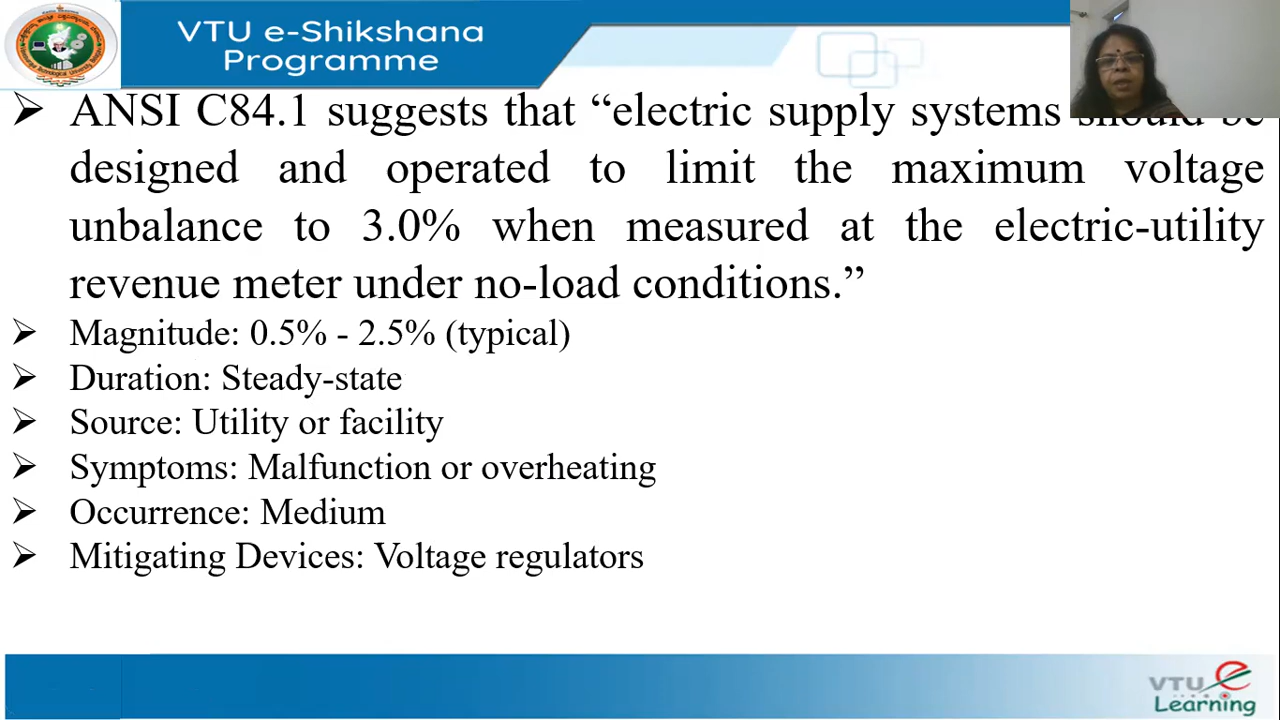 VTU e-Shikshana
Programme
➢ ANSI C84.1 suggests that “electric supply systems should be
designed and operated to limit the maximum voltage
unbalance to 3.0% when measured at the electric-utility
revenue meter under no-load conditions.”
➢ Magnitude: 0.5% - 2.5% (typical)
➢ Duration: Steady-state
➢ Source: Utility or facility
➢ Symptoms: Malfunction or overheating
➢ Occurrence: Medium
➢ Mitigating Devices: Voltage regulators
VTU e
Learning